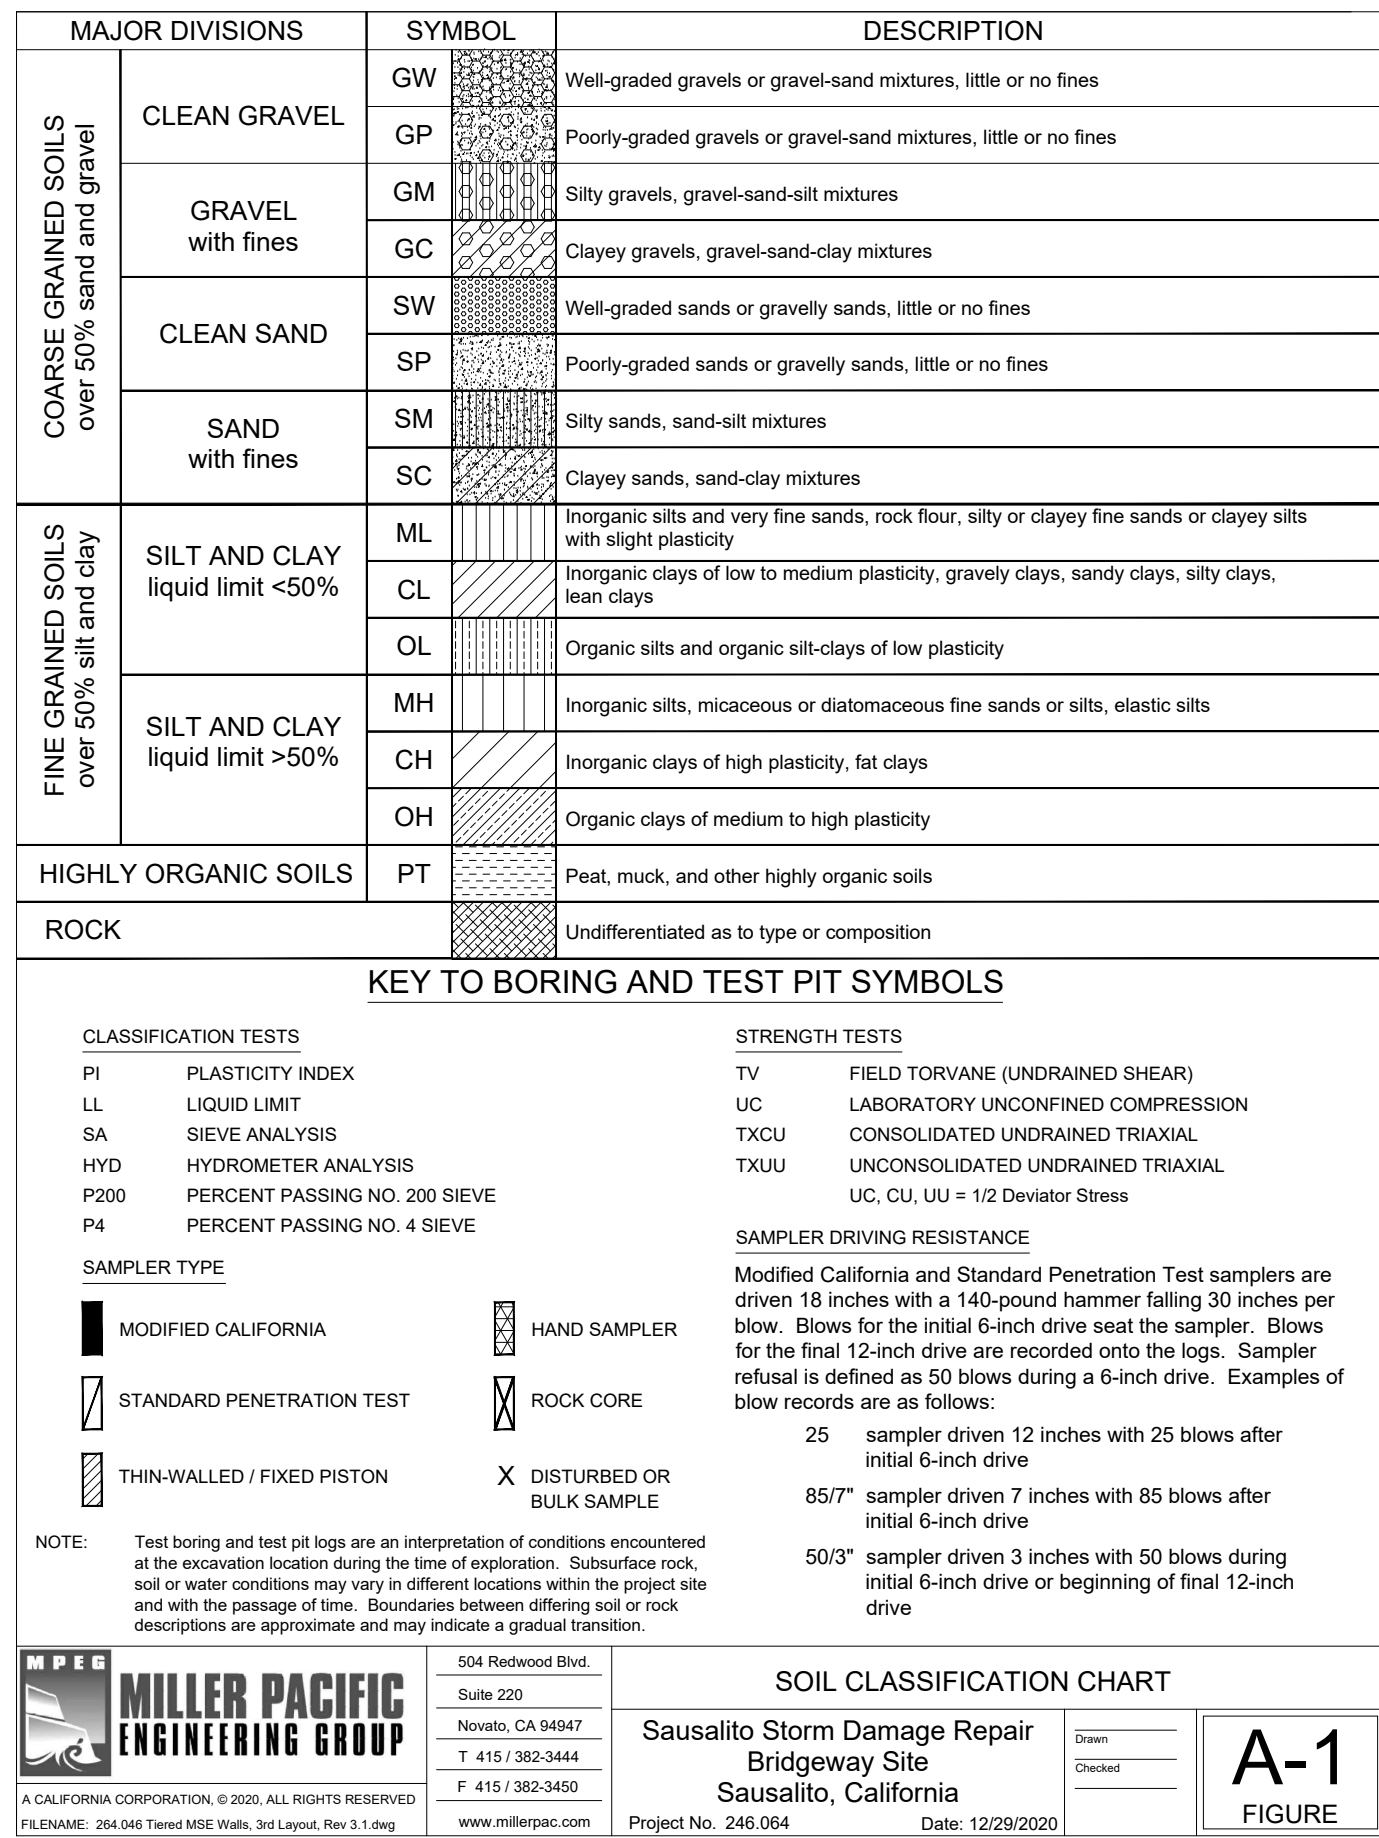 MAJOR DIVISIONS SYMBOL DESCRIPTION
COARSE GRAINED SOILS
over 50% sand and gravel
CLEAN GRAVEL
GW Well-graded gravels or gravel-sand mixtures, little or no fines
GP Poorly-graded gravels or gravel-sand mixtures, little or no fines
GRAVEL
with fines
GM Silty gravels, gravel-sand-silt mixtures
GC Clayey gravels, gravel-sand-clay mixtures
CLEAN SAND
SW Well-graded sands or gravelly sands, little or no fines
SP Poorly-graded sands or gravelly sands, little or no fines
SAND
with fines
SM Silty sands, sand-silt mixtures
SC Clayey sands, sand-clay mixtures
FINE GRAINED SOILS
over 50% silt and clay
SILT AND CLAY
liquid limit <50%
ML Inorganic silts and very fine sands, rock flour, silty or clayey fine sands or clayey silts
with slight plasticity
CL Inorganic clays of low to medium plasticity, gravely clays, sandy clays, silty clays,
lean clays
OL Organic silts and organic silt-clays of low plasticity
SILT AND CLAY
liquid limit >50%
MH Inorganic silts, micaceous or diatomaceous fine sands or silts, elastic silts
CH Inorganic clays of high plasticity, fat clays
OH Organic clays of medium to high plasticity
HIGHLY ORGANIC SOILS PT Peat, muck, and other highly organic soils
ROCK Undifferentiated as to type or composition
KEY TO BORING AND TEST PIT SYMBOLS
CLASSIFICATION TESTS
PI PLASTICITY INDEX
LL LIQUID LIMIT
SA SIEVE ANALYSIS
HYD HYDROMETER ANALYSIS
P200 PERCENT PASSING NO. 200 SIEVE
P4 PERCENT PASSING NO. 4 SIEVE
SAMPLER TYPE
MODIFIED CALIFORNIA
HAND SAMPLER
STANDARD PENETRATION TEST
ROCK CORE
THIN-WALLED / FIXED PISTON
X DISTURBED OR
BULK SAMPLE
STRENGTH TESTS
TV FIELD TORVANE (UNDRAINED SHEAR)
UC LABORATORY UNCONFINED COMPRESSION
TXCU CONSOLIDATED UNDRAINED TRIAXIAL
TXUU UNCONSOLIDATED UNDRAINED TRIAXIAL
UC, CU, UU = 1/2 Deviator Stress
SAMPLER DRIVING RESISTANCE
Modified California and Standard Penetration Test samplers are
driven 18 inches with a 140-pound hammer falling 30 inches per
blow. Blows for the initial 6-inch drive seat the sampler. Blows
for the final 12-inch drive are recorded onto the logs. Sampler
refusal is defined as 50 blows during a 6-inch drive. Examples of
blow records are as follows:
25 sampler driven 12 inches with 25 blows after
initial 6-inch drive
85/7" sampler driven 7 inches with 85 blows after
initial 6-inch drive
50/3" sampler driven 3 inches with 50 blows during
initial 6-inch drive or beginning of final 12-inch
drive
NOTE: Test boring and test pit logs are an interpretation of conditions encountered
at the excavation location during the time of exploration. Subsurface rock,
soil or water conditions may vary in different locations within the project site
and with the passage of time. Boundaries between differing soil or rock
descriptions are approximate and may indicate a gradual transition.
MPEG
MILLER PACIFIC
ENGINEERING GROUP
A CALIFORNIA CORPORATION, © 2020, ALL RIGHTS RESERVED
FILENAME: 264.046 Tiered MSE Walls, 3rd Layout, Rev 3.1.dwg
504 Redwood Blvd.
Suite 220
Novato, CA 94947
T 415 / 382-3444
F 415 / 382-3450
www.millerpac.com
SOIL CLASSIFICATION CHART
Sausalito Storm Damage Repair
Bridgeway Site
Sausalito, California
Project No. 246.064 Date: 12/29/2020
Drawn
Checked
A-1
FIGURE